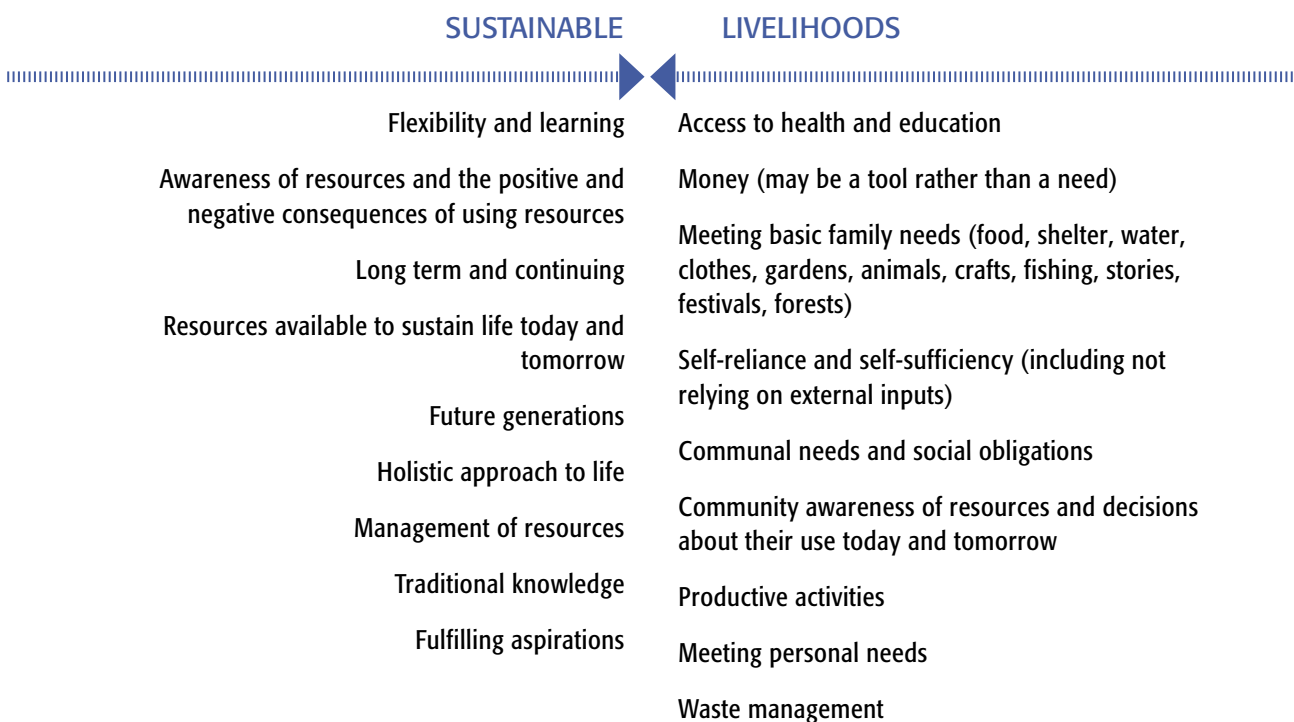 SUSTAINABLE LIVELIHOODS
Flexibility and learning
Awareness of resources and the positive and
negative consequences of using resources
Long term and continuing
Resources available to sustain life today and
tomorrow
Future generations
Holistic approach to life
Management of resources
Traditional knowledge
Fulfilling aspirations
Access to health and education
Money (may be a tool rather than a need)
Meeting basic family needs (food, shelter, water,
clothes, gardens, animals, crafts, fishing, stories,
festivals, forests)
Self-reliance and self-sufficiency (including not
relying on external inputs)
Communal needs and social obligations
Community awareness of resources and decisions
about their use today and tomorrow
Productive activities
Meeting personal needs
Waste management